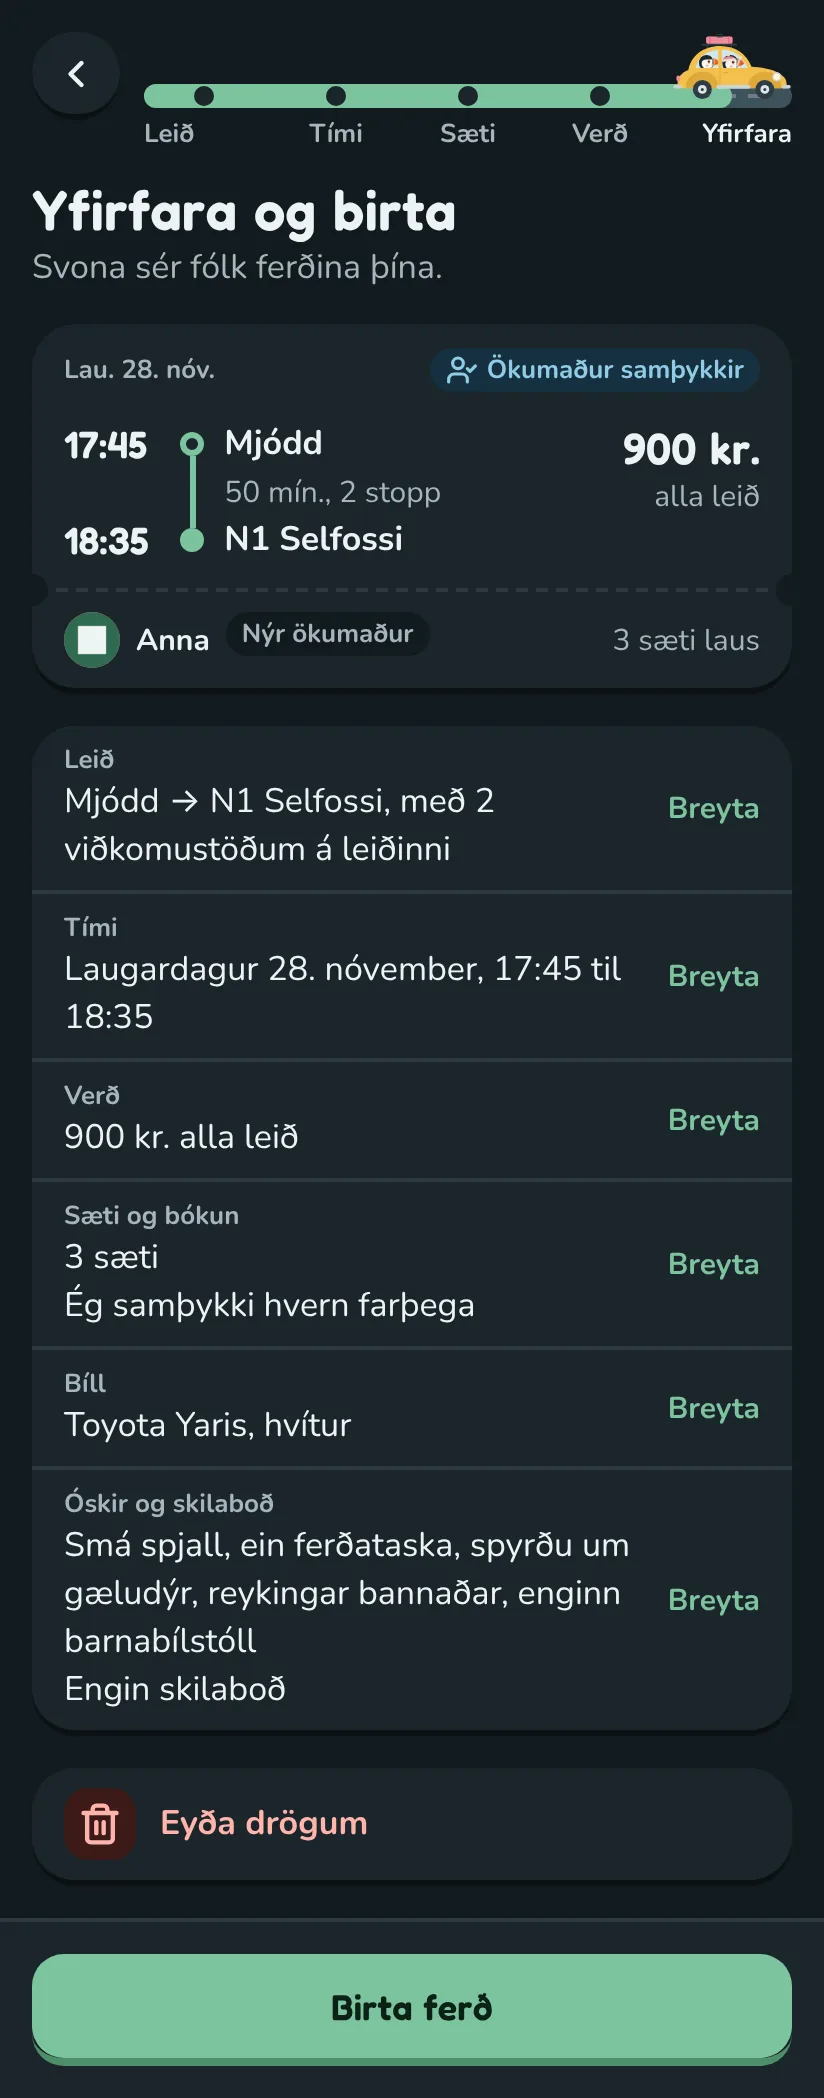 Leið
Tími
Sæti
Verð
Yfirfara
Yfirfara og birta
Svona sér fólk ferðina þína.
Lau. 28. nóv.
Ökumaður samþykkir
17:45
Mjódd
900 kr.
50 mín., 2 stopp
alla leið
18:35
N1 Selfossi
Anna
Nýr ökumaður
3 sæti laus
Leið
Mjódd → N1 Selfossi, með 2
viðkomustöðum á leiðinni
Breyta
Tími
Laugardagur 28. nóvember, 17:45 til
18:35
Breyta
Verð
900 kr. alla leið
Breyta
Sæti og bókun
3 sæti
Ég samþykki hvern farþega
Breyta
Bíll
Toyota Yaris, hvítur
Breyta
Óskir og skilaboð
Smá spjall, ein ferðataska, spyrðu um
gæludýr, reykingar bannaðar, enginn
barnabílstóll
Engin skilaboð
Breyta
Eyða drögum
Birta ferð